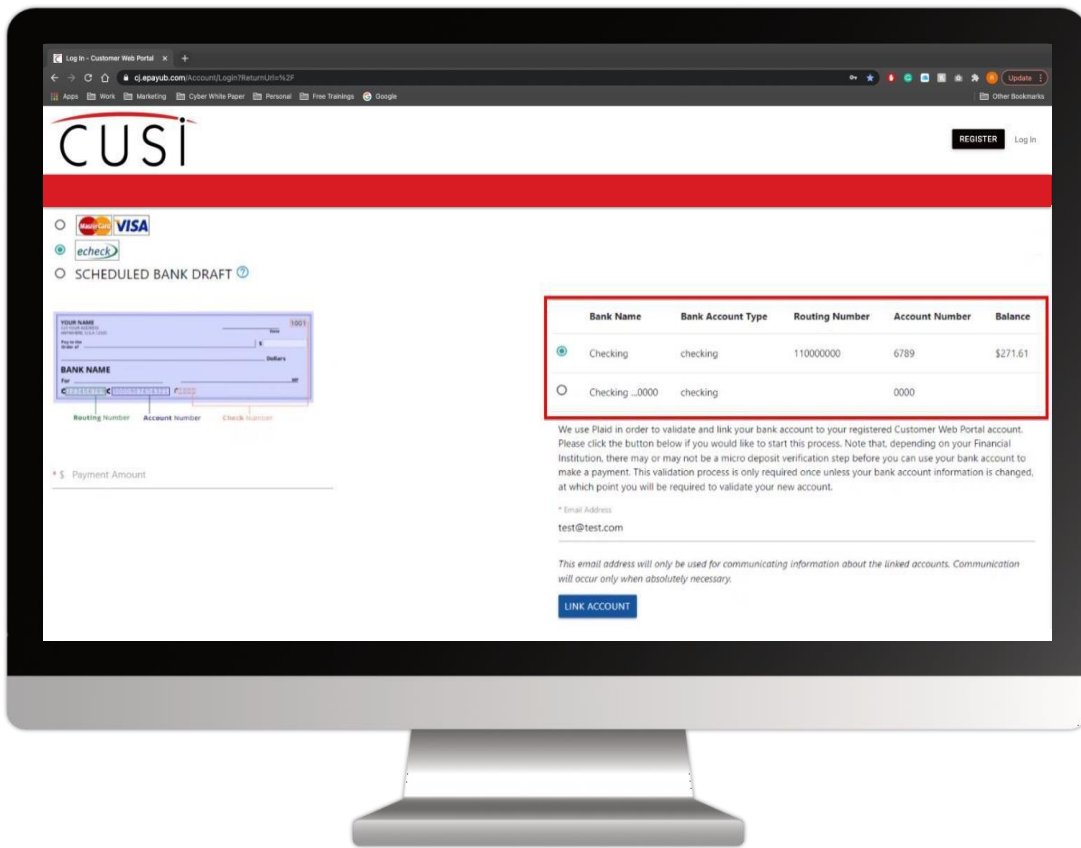 Log In - Customer Web Portal
cj.epayub.com/Account/Login?ReturnUrl=%2F
Update
Apps Work Marketing Cyber White Paper Personal Free Trainings Google
Other Bookmarks
CUSI
REGISTER Log In
MasterCard VISA
echeck
SCHEDULED BANK DRAFT ?
YOUR NAME
1001
Date
Pay to the
Order of
$
Dollars
BANK NAME
For
Routing Number Account Number Check Number
* $ Payment Amount
Bank Name Bank Account Type Routing Number Account Number Balance
Checking checking 110000000 6789 $271.61
Checking ...0000 checking 0000
We use Plaid in order to validate and link your bank account to your registered Customer Web Portal account.
Please click the button below if you would like to start this process. Note that, depending on your Financial
Institution, there may or may not be a micro deposit verification step before you can use your bank account to
make a payment. This validation process is only required once unless your bank account information is changed,
at which point you will be required to validate your new account.
* Email Address
test@test.com
This email address will only be used for communicating information about the linked accounts. Communication
will occur only when absolutely necessary.
LINK ACCOUNT